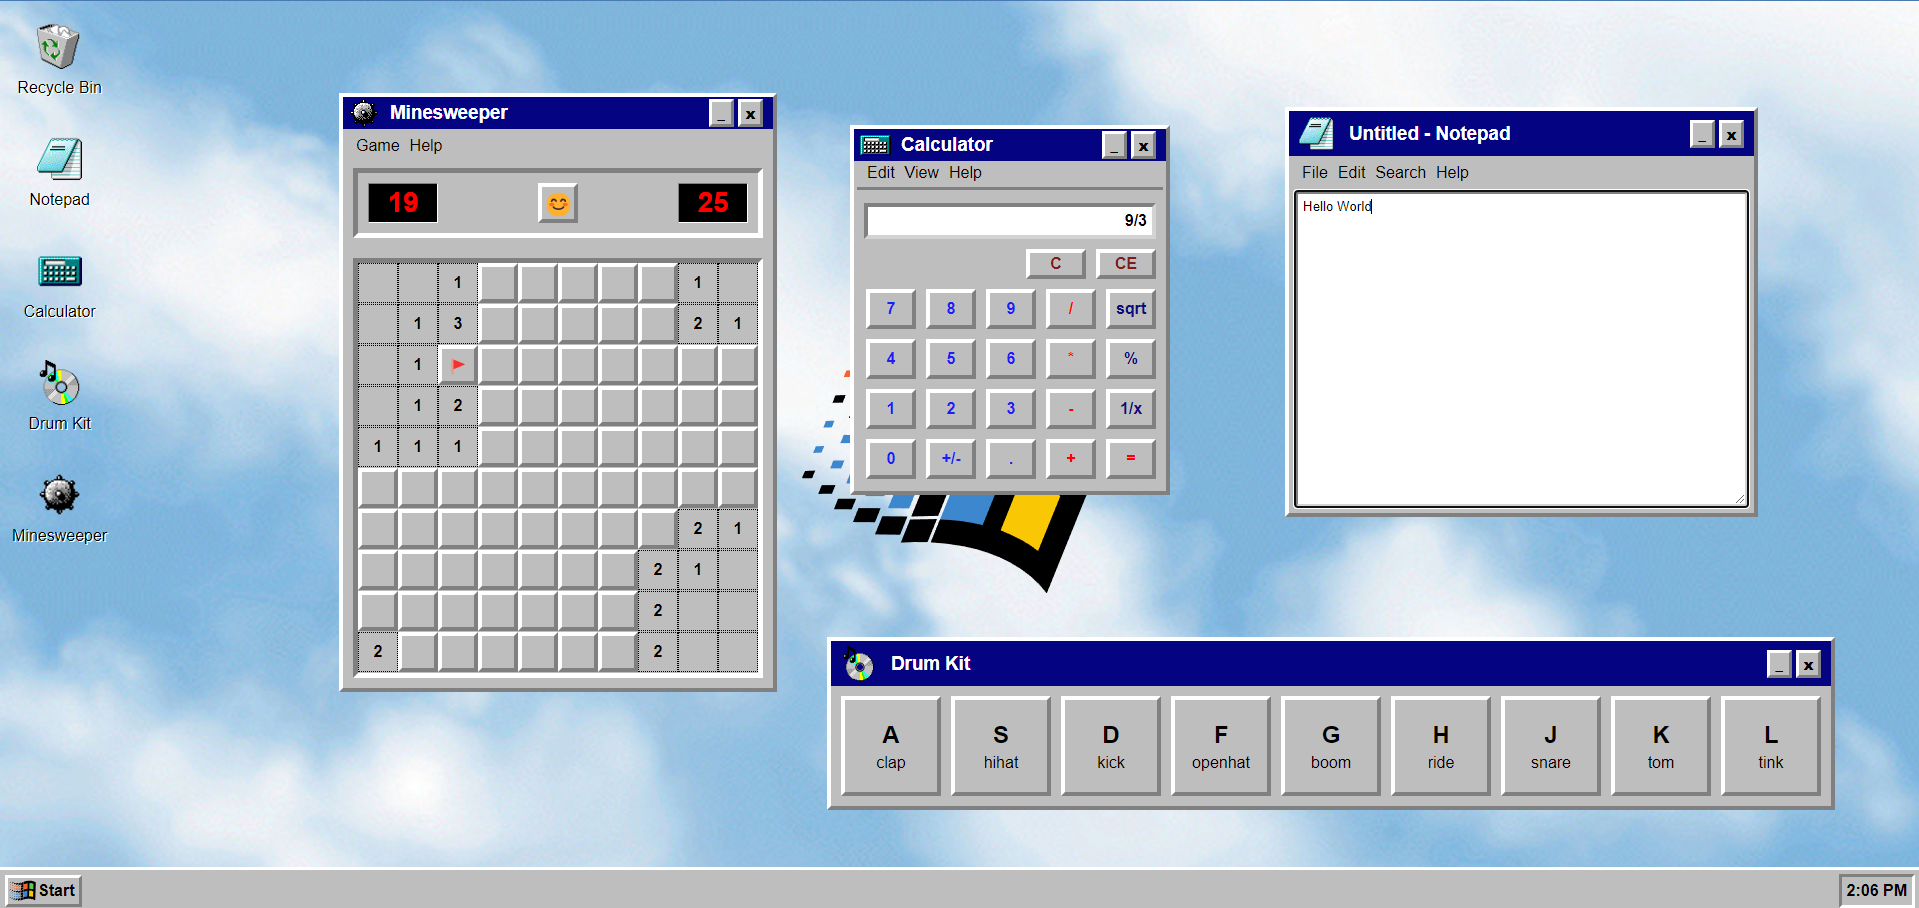 Recycle Bin
Notepad
Calculator
Drum Kit
Minesweeper
Minesweeper
_ x
Game Help
19 25
1 1
1 3 2 1
1
1 2
1 1 1
2 1
2 1
2
2 2
Calculator
_ x
Edit View Help
9/3
C CE
7 8 9 / sqrt
4 5 6 * %
1 2 3 - 1/x
0 +/- . + =
Untitled - Notepad
_ x
File Edit Search Help
Hello World
Drum Kit
_ x
A S D F G H J K L
clap hihat kick openhat boom ride snare tom tink
Start
2:06 PM